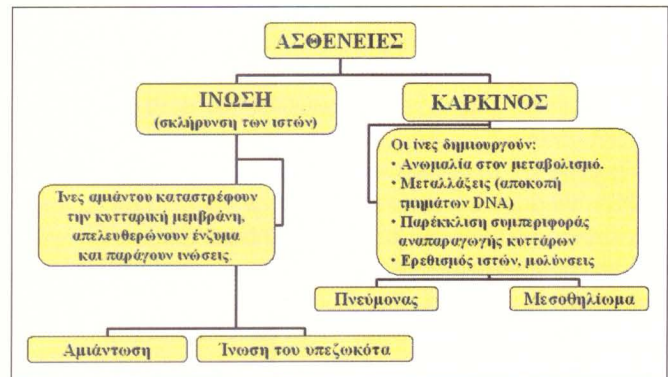 ΑΣΘΕΝΕΙΕΣ
ΙΝΩΣΗ
(σκλήρυνση των ιστών)
ΚΑΡΚΙΝΟΣ
Ίνες αμιάντου καταστρέφουν
την κυτταρική μεμβράνη,
απελευθερώνουν ένζυμα
και παράγουν ινώσεις.
Οι ίνες δημιουργούν:
• Ανωμαλία στον μεταβολισμό.
• Μεταλλάξεις (αποκοπή
τμημάτων DNA)
• Παρέκκλιση συμπεριφοράς
αναπαραγωγής κυττάρων
• Ερεθισμός ιστών, μολύνσεις
Πνεύμονας
Μεσοθηλίωμα
Αμιάντωση
Ίνωση του υπεζωκότα